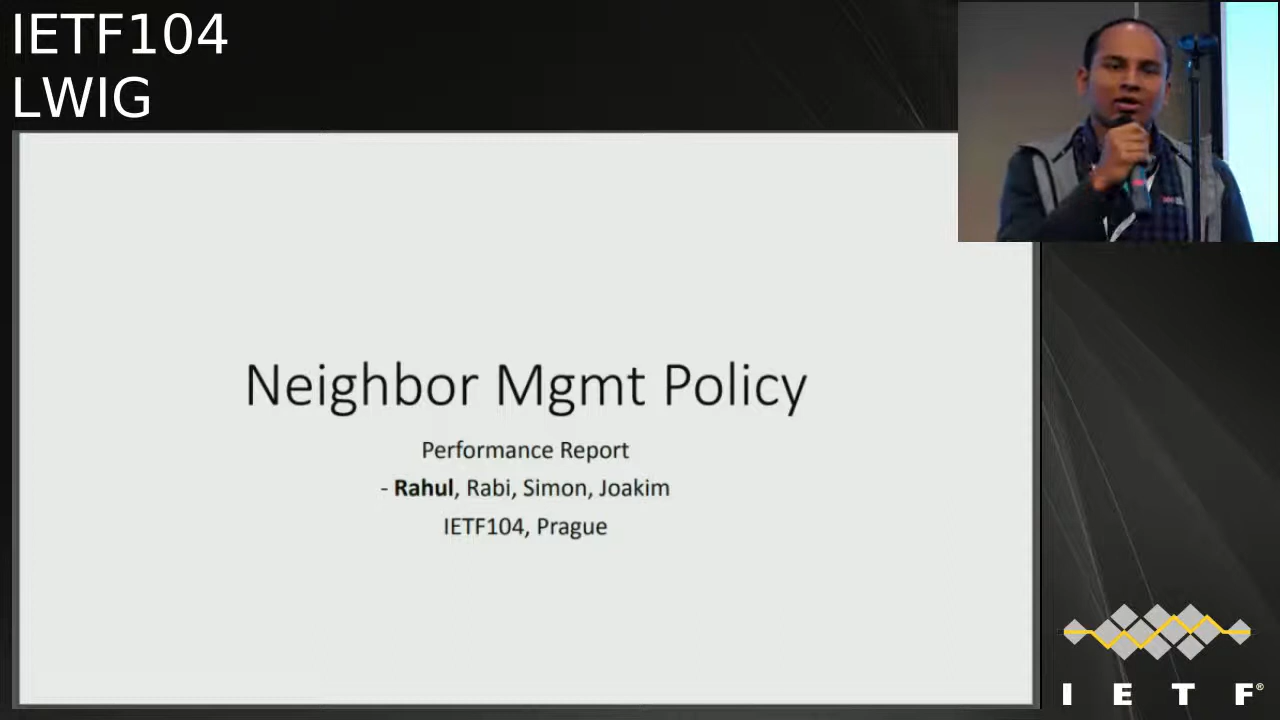 IETF104
LWIG
Neighbor Mgmt Policy
Performance Report
- Rahul, Rabi, Simon, Joakim
IETF104, Prague
I E T F®